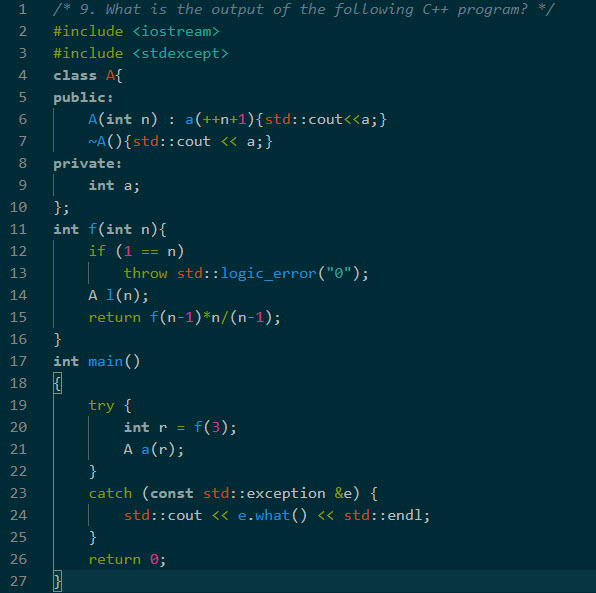 1 /* 9. What is the output of the following C++ program? */
2 #include <iostream>
3 #include <stdexcept>
4 class A{
5 public:
6     A(int n) : a(++n+1){std::cout<<a;}
7     ~A(){std::cout << a;}
8 private:
9     int a;
10 };
11 int f(int n){
12     if (1 == n)
13         throw std::logic_error("0");
14     A l(n);
15     return f(n-1)*n/(n-1);
16 }
17 int main()
18 {
19     try {
20         int r = f(3);
21         A a(r);
22     }
23     catch (const std::exception &e) {
24         std::cout << e.what() << std::endl;
25     }
26     return 0;
27 }